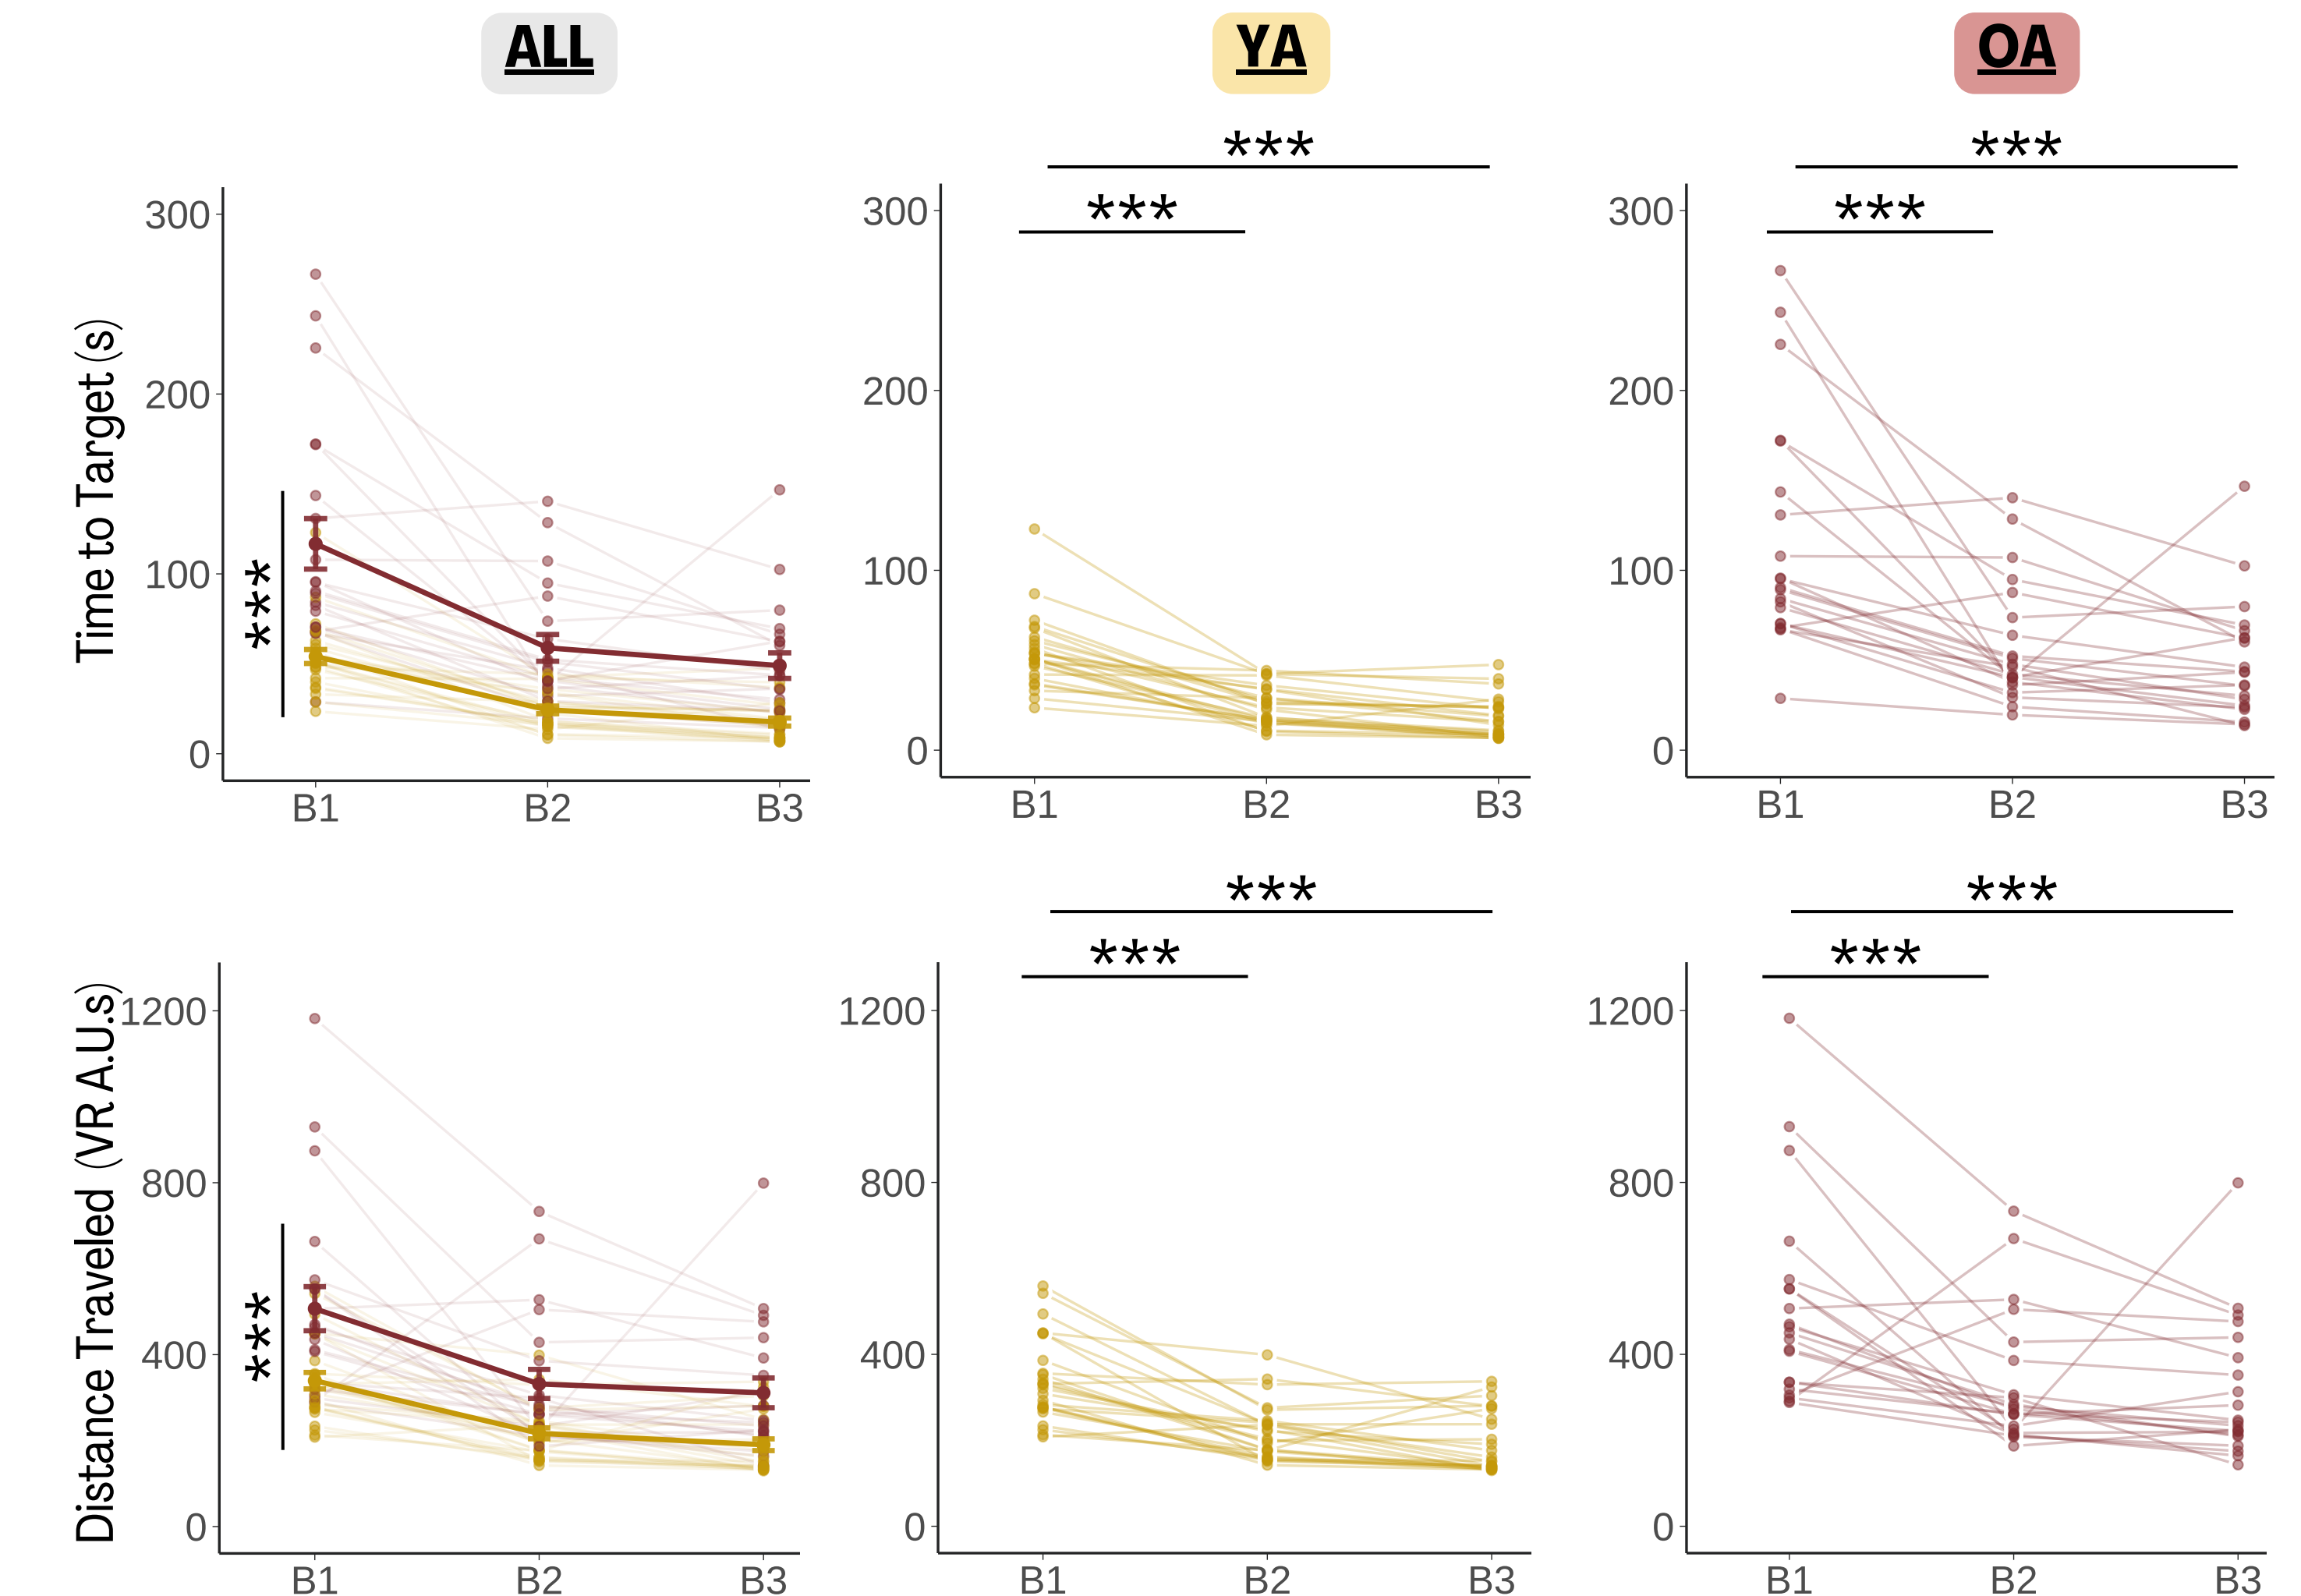 ALL YA OA
*** ***
*** ***
300 300 300
200 200 200
100 100 100
0 0 0
Time to Target (s)
***
B1 B2 B3 B1 B2 B3 B1 B2 B3
*** ***
*** ***
1200 1200 1200
800 800 800
400 400 400
0 0 0
Distance Traveled (VR A.U.s)
***
B1 B2 B3 B1 B2 B3 B1 B2 B3